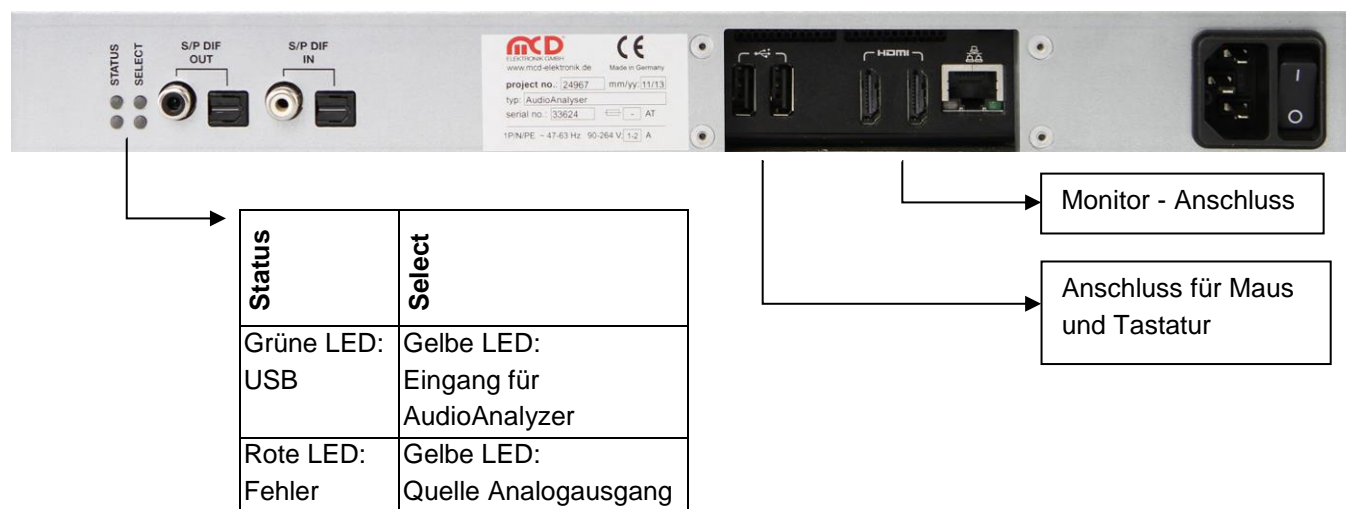 STATUS
SELECT
S/P DIF
OUT
S/P DIF
IN
MCD
ELEKTRONIK GMBH
www.mcd-elektronik.de
CE
Made in Germany
project no.: 24967 mm/yy: 11/13
typ: AudioAnalyser
serial no.: 33624 - AT
1P/N/PE ~ 47-63 Hz 90-264 V: 1-2 A
HDMI
I
O
Monitor - Anschluss
Anschluss für Maus
und Tastatur
Status
Select
Grüne LED:
USB
Gelbe LED:
Eingang für
AudioAnalyzer
Rote LED:
Fehler
Gelbe LED:
Quelle Analogausgang